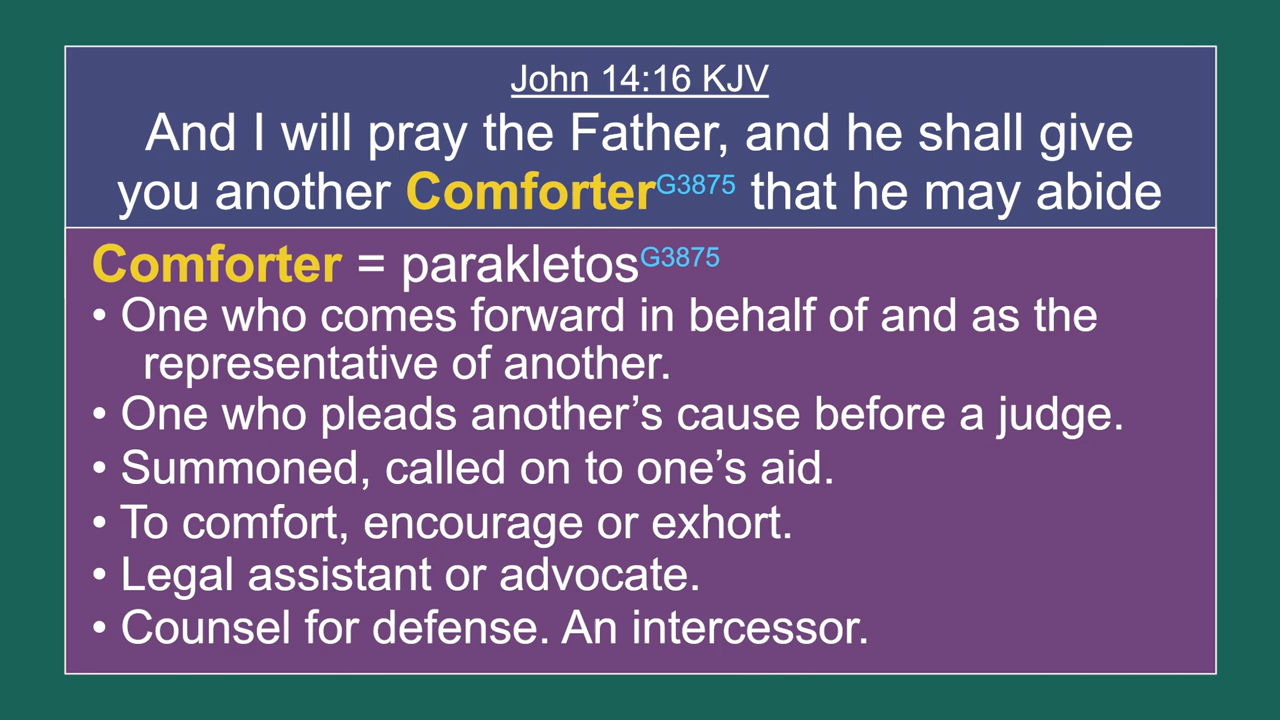 John 14:16 KJV
And I will pray the Father, and he shall give
you another Comforter G3875 that he may abide
Comforter = parakletos G3875
• One who comes forward in behalf of and as the
representative of another.
• One who pleads another’s cause before a judge.
• Summoned, called on to one’s aid.
• To comfort, encourage or exhort.
• Legal assistant or advocate.
• Counsel for defense. An intercessor.